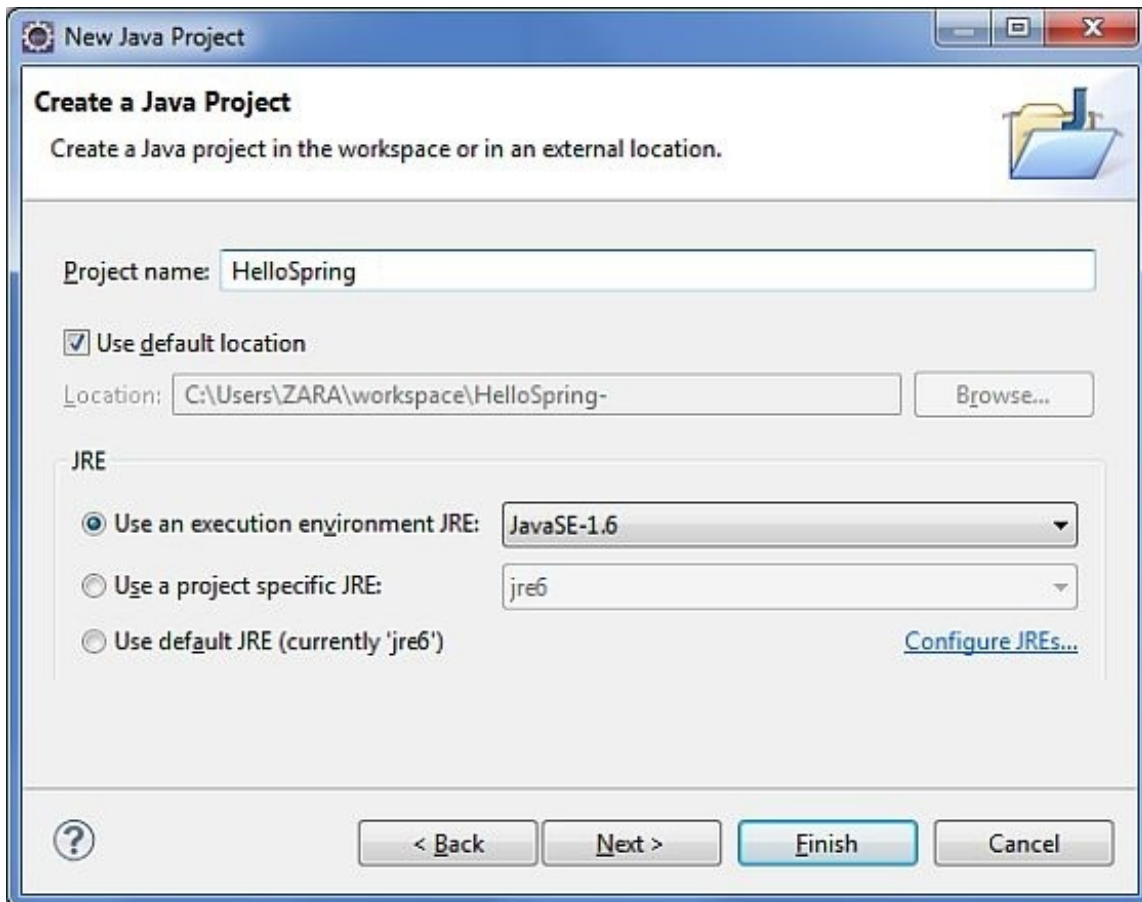 New Java Project
Create a Java Project
Create a Java project in the workspace or in an external location.
Project name: HelloSpring
Use default location
Location: C:\Users\ZARA\workspace\HelloSpring- Browse...
JRE
Use an execution environment JRE: JavaSE-1.6
Use a project specific JRE: jre6
Use default JRE (currently 'jre6') Configure JREs...
? < Back Next > Finish Cancel